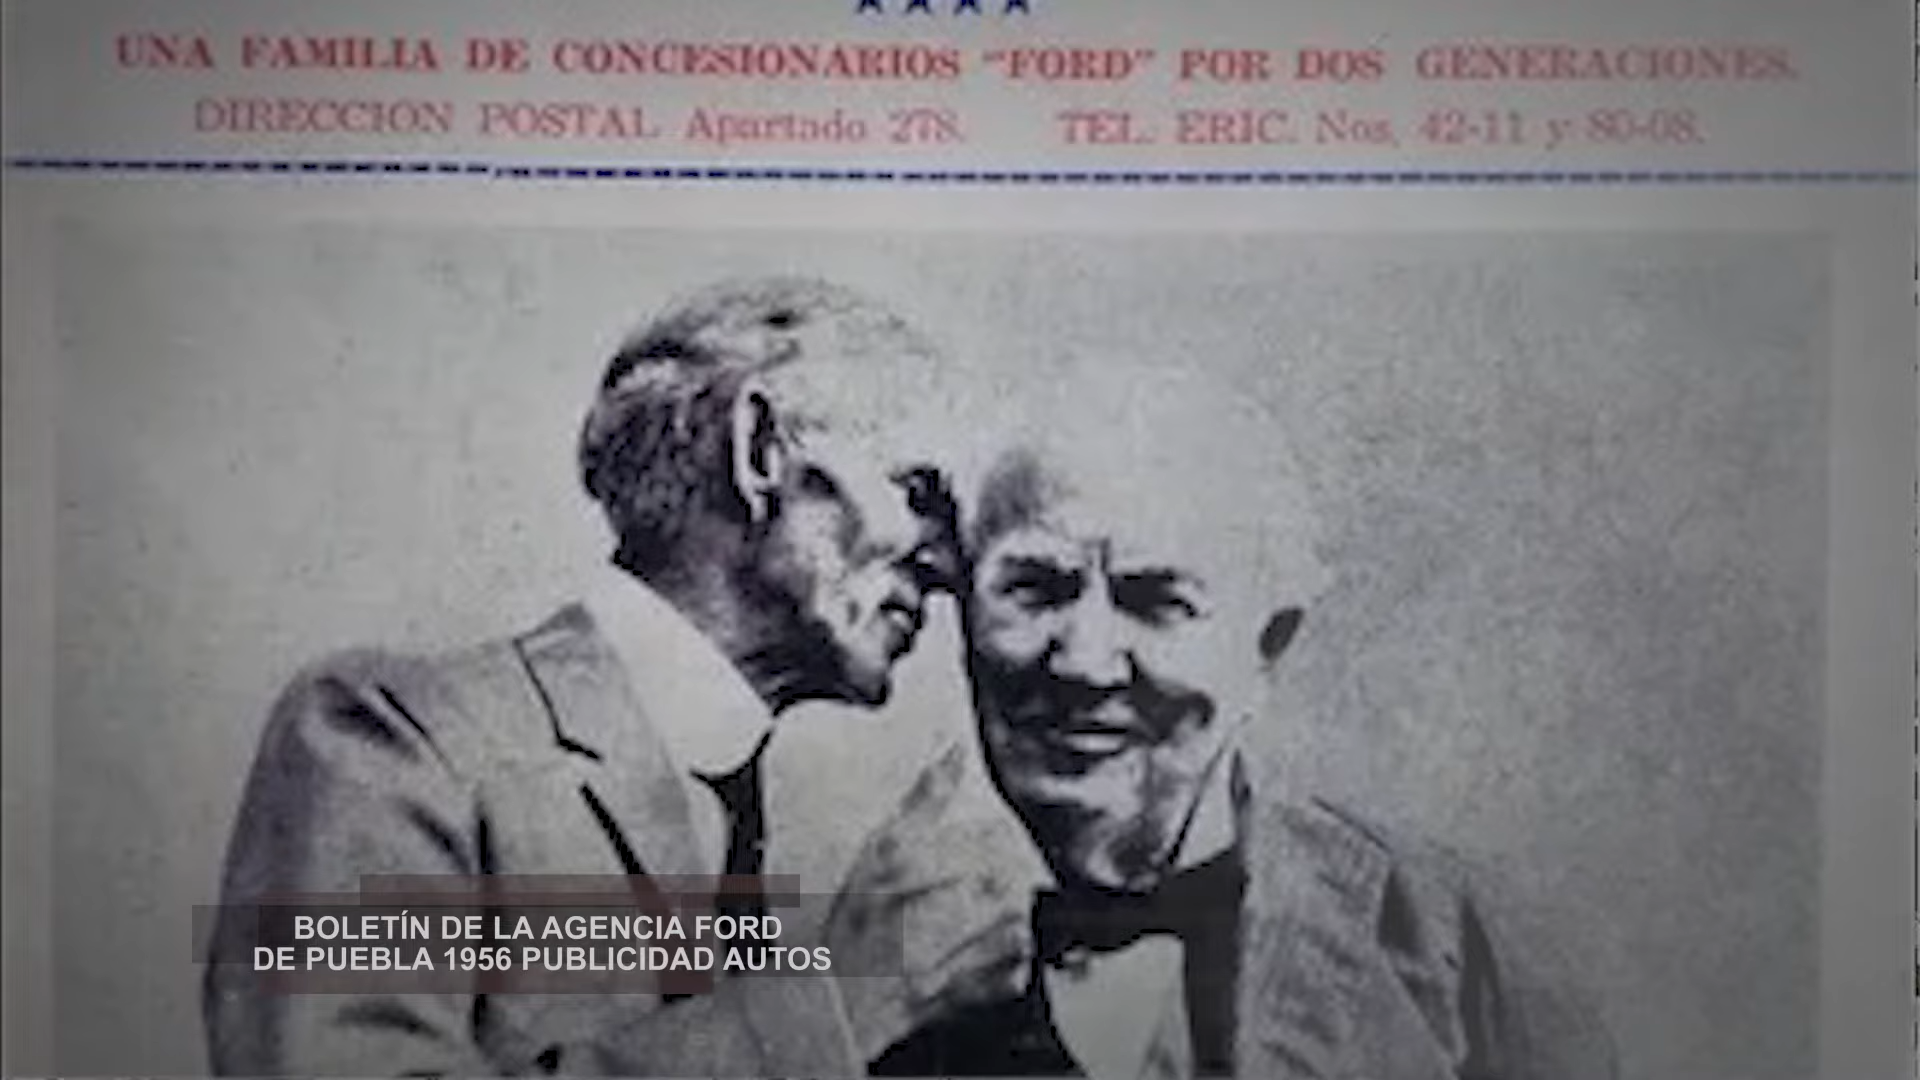 UNA FAMILIA DE CONCESIONARIOS "FORD" POR DOS GENERACIONES.
DIRECCION POSTAL Apartado 278. TEL. ERIC. Nos. 42-11 y 80-08.
BOLETÍN DE LA AGENCIA FORD
DE PUEBLA 1956 PUBLICIDAD AUTOS